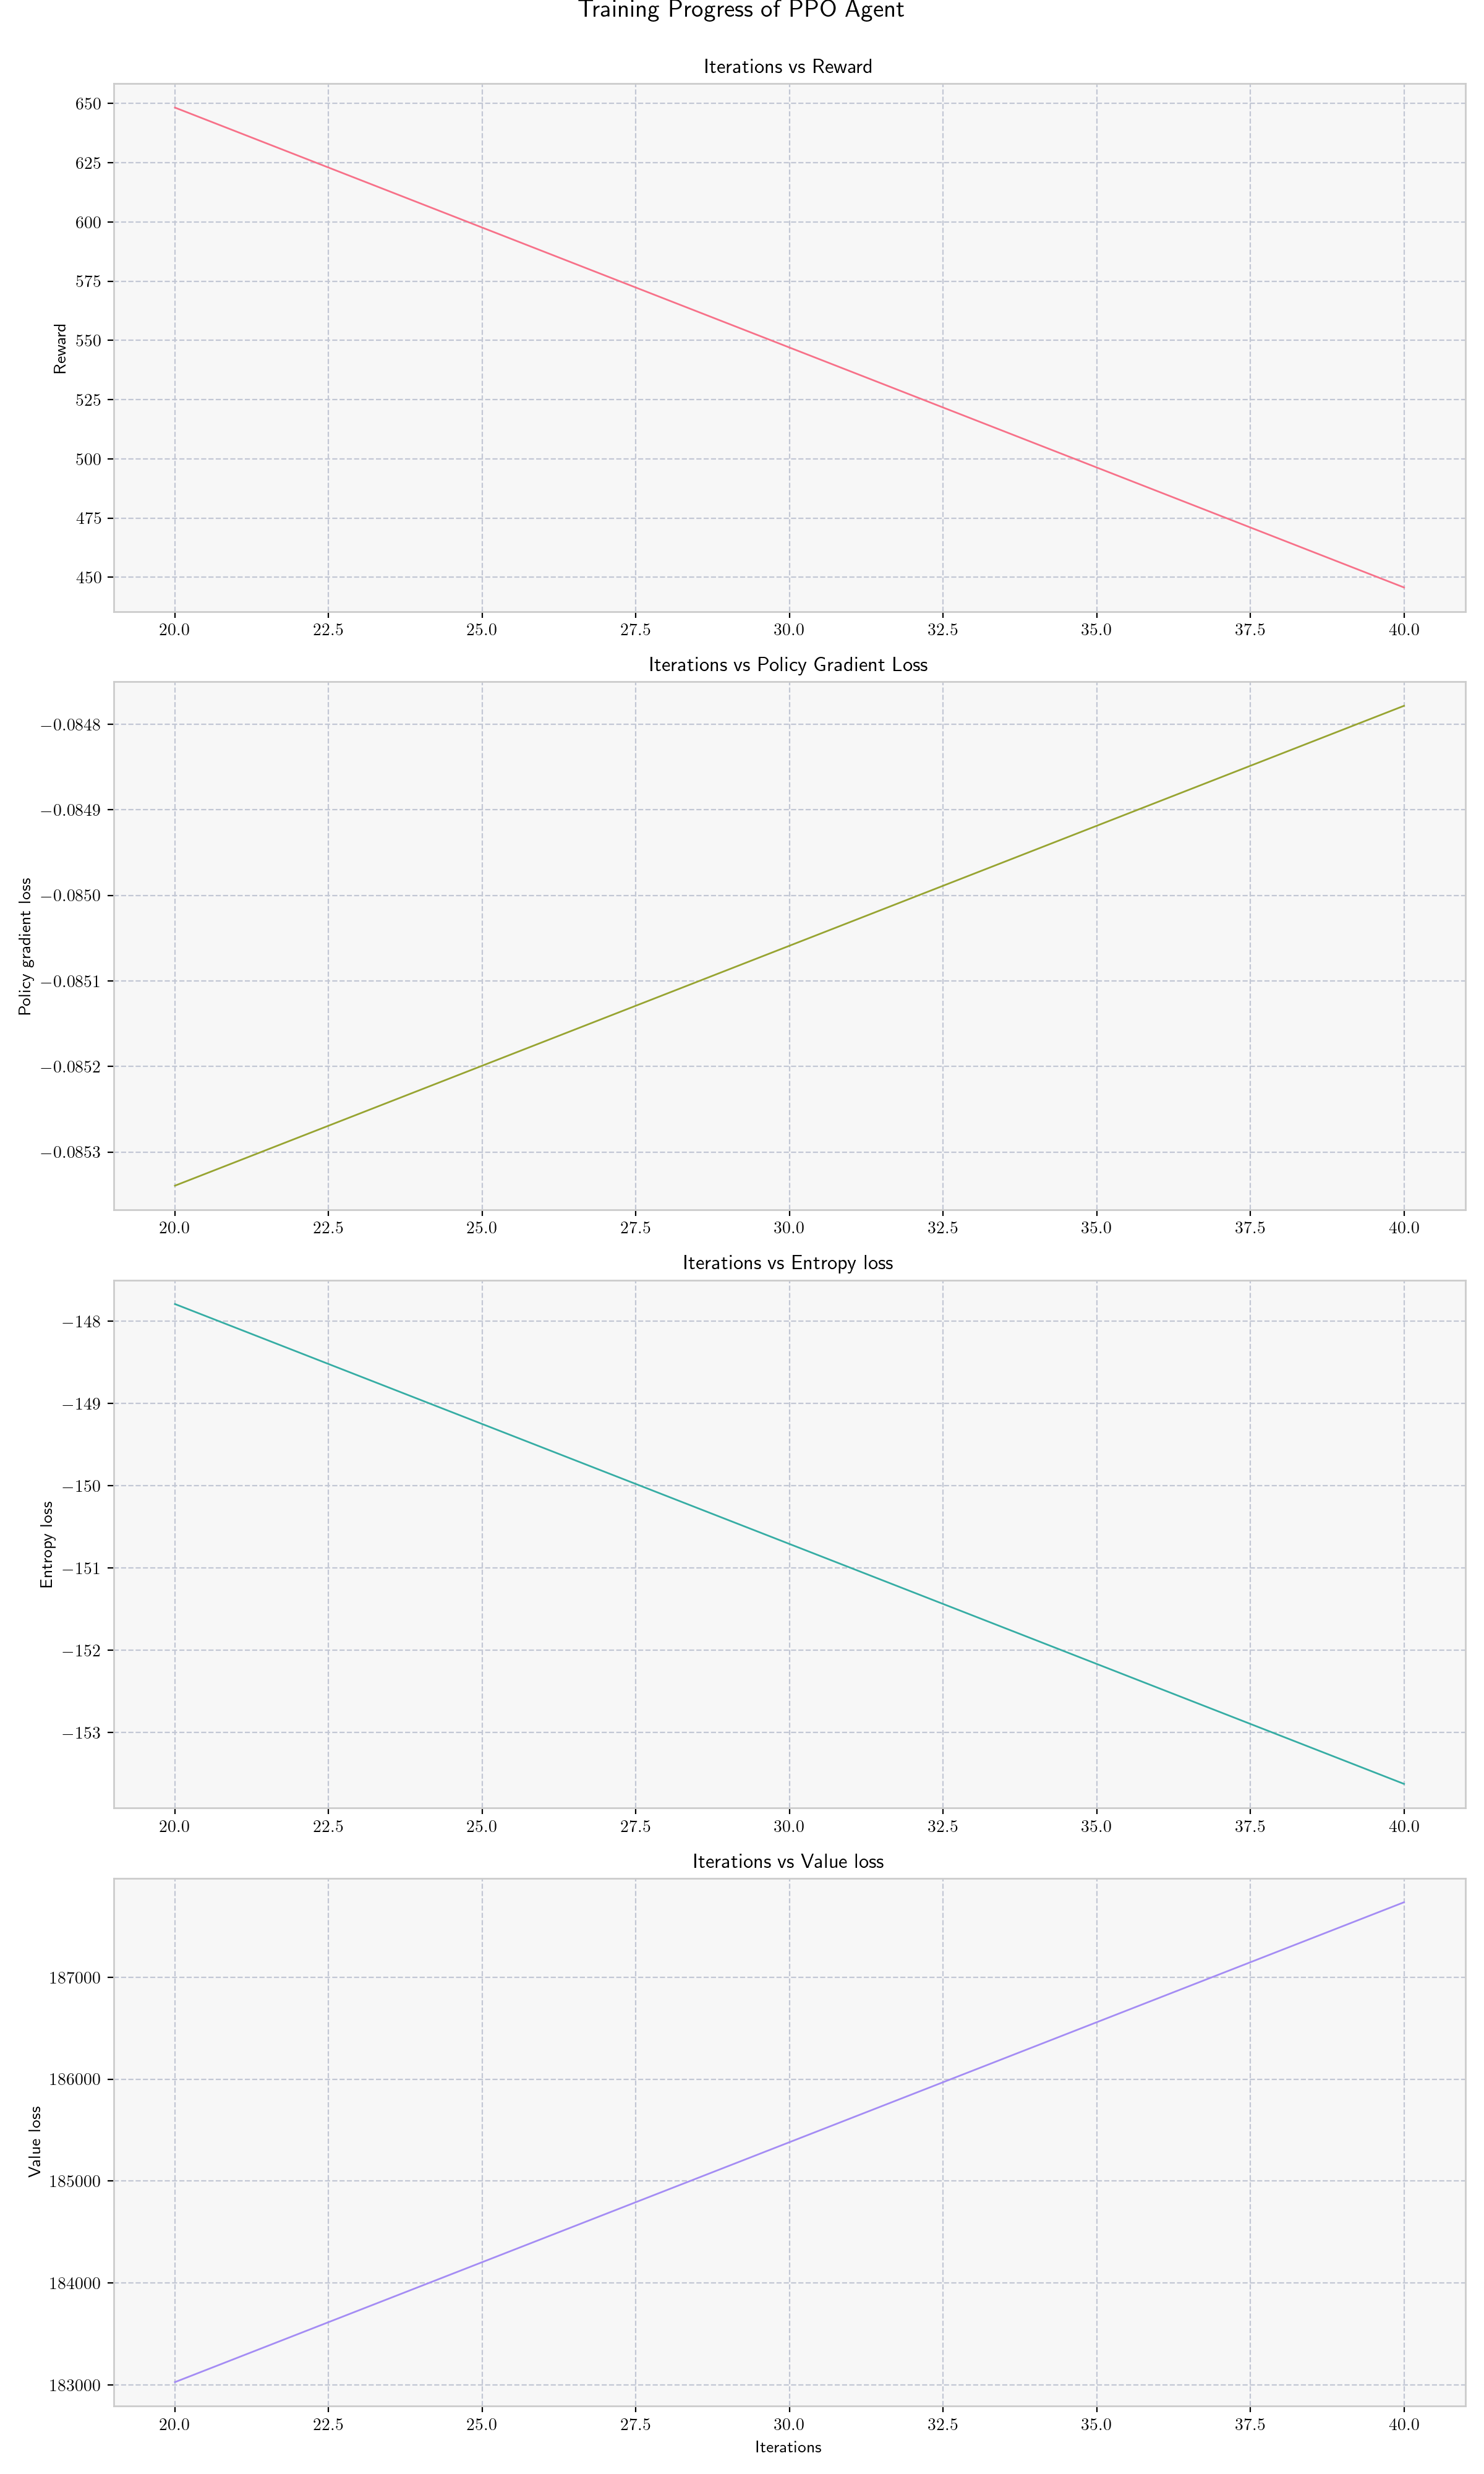 Training Progress of PPO Agent
Iterations vs Reward
650
625
600
575
550
525
500
475
450
Reward
20.0 22.5 25.0 27.5 30.0 32.5 35.0 37.5 40.0
Iterations vs Policy Gradient Loss
−0.0848
−0.0849
−0.0850
−0.0851
−0.0852
−0.0853
Policy gradient loss
20.0 22.5 25.0 27.5 30.0 32.5 35.0 37.5 40.0
Iterations vs Entropy loss
−148
−149
−150
−151
−152
−153
Entropy loss
20.0 22.5 25.0 27.5 30.0 32.5 35.0 37.5 40.0
Iterations vs Value loss
187000
186000
185000
184000
183000
Value loss
20.0 22.5 25.0 27.5 30.0 32.5 35.0 37.5 40.0
Iterations